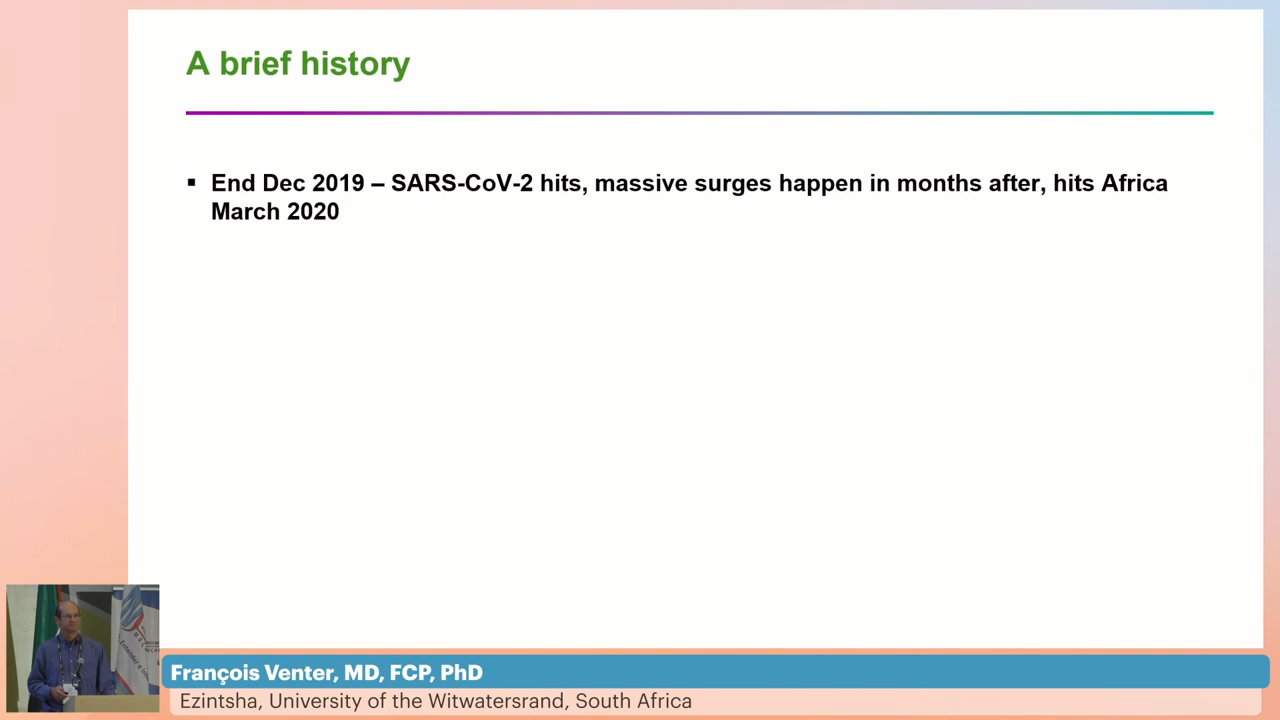 A brief history
▪ End Dec 2019 – SARS-CoV-2 hits, massive surges happen in months after, hits Africa
March 2020
François Venter, MD, FCP, PhD
Ezintsha, University of the Witwatersrand, South Africa